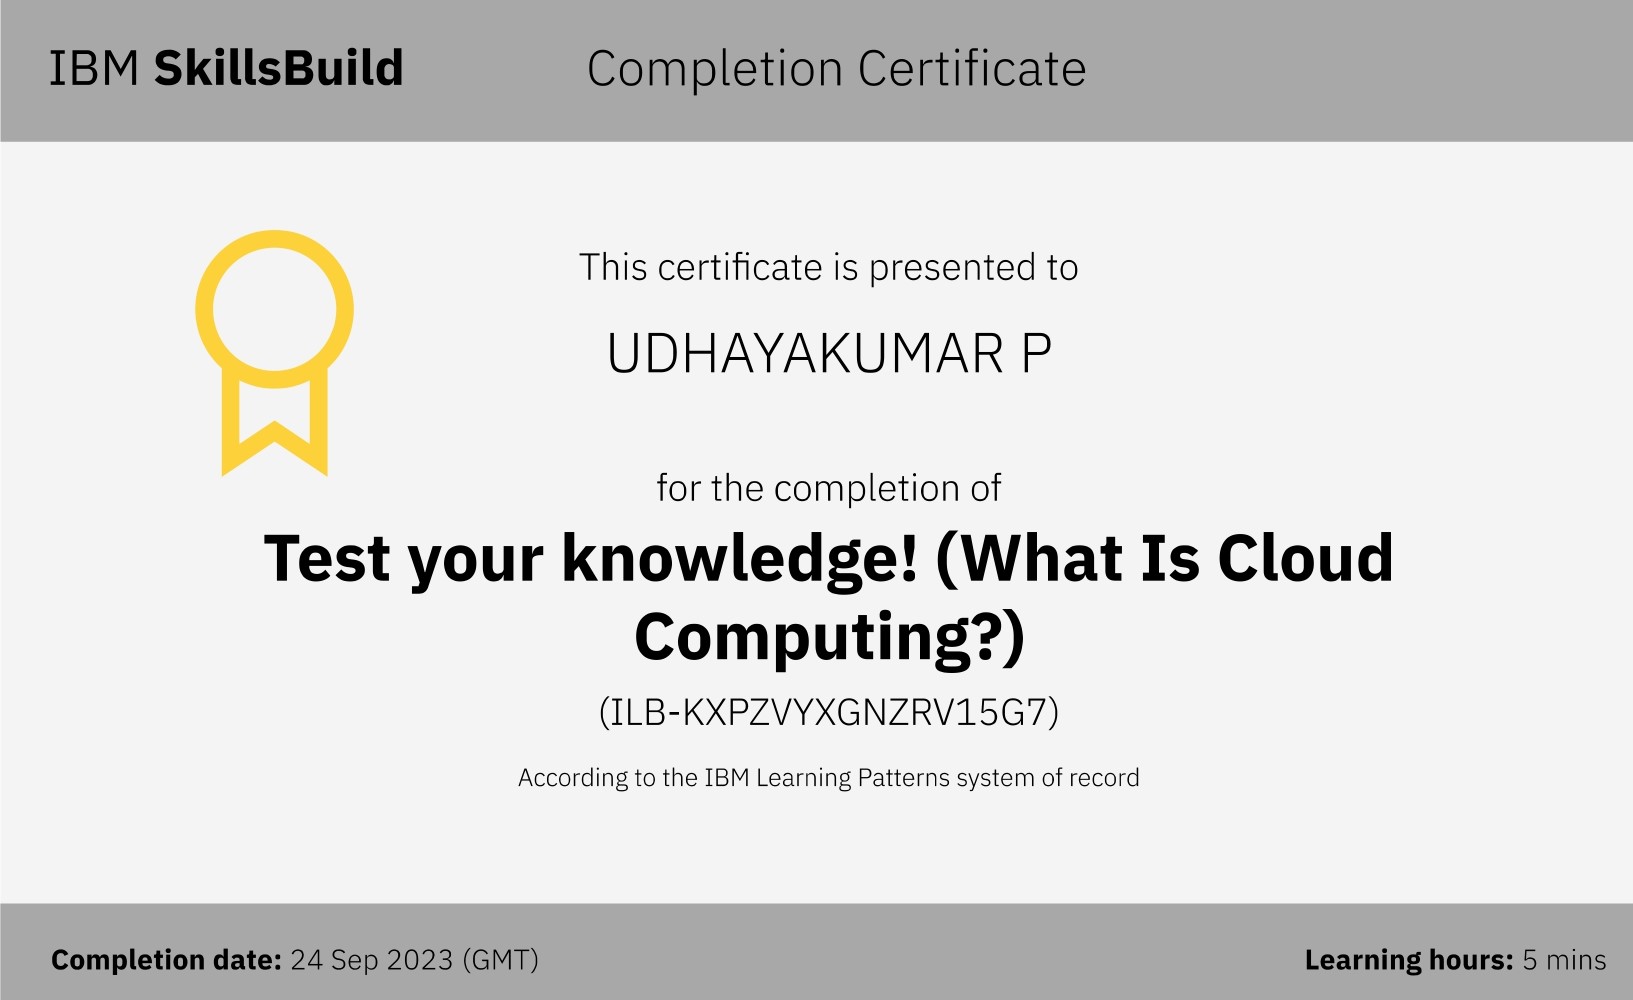 IBM SkillsBuild
Completion Certificate
This certificate is presented to
UDHAYAKUMAR P
for the completion of
Test your knowledge! (What Is Cloud
Computing?)
(ILB-KXPZVYXGNZRV15G7)
According to the IBM Learning Patterns system of record
Completion date: 24 Sep 2023 (GMT)
Learning hours: 5 mins